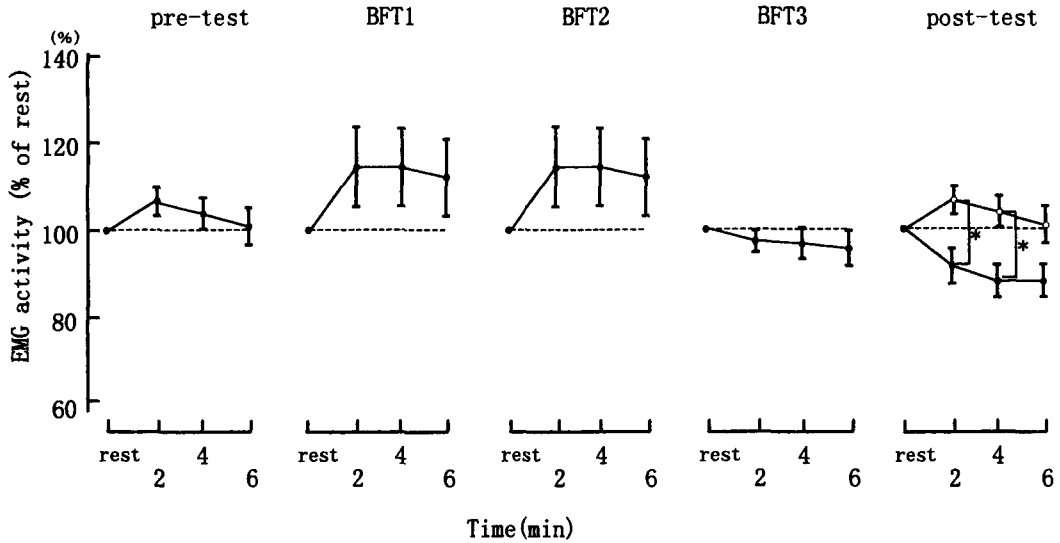 pre-test BFT1 BFT2 BFT3 post-test
(%)
140
120
100
80
60
EMG activity (% of rest)
* *
rest 2 4 6 rest 2 4 6 rest 2 4 6 rest 2 4 6 rest 2 4 6
Time(min)